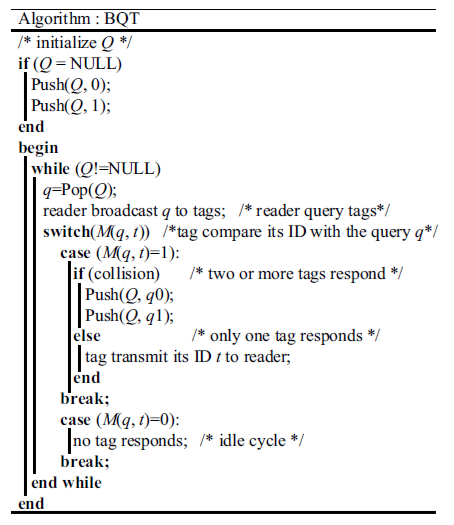 Algorithm : BQT
/* initialize Q */
if (Q = NULL)
Push(Q, 0);
Push(Q, 1);
end
begin
while (Q!=NULL)
q=Pop(Q);
reader broadcast q to tags; /* reader query tags*/
switch(M(q, t)) /*tag compare its ID with the query q*/
case (M(q, t)=1):
if (collision) /* two or more tags respond */
Push(Q, q0);
Push(Q, q1);
else /* only one tag responds */
tag transmit its ID t to reader;
end
break;
case (M(q, t)=0):
no tag responds; /* idle cycle */
break;
end while
end